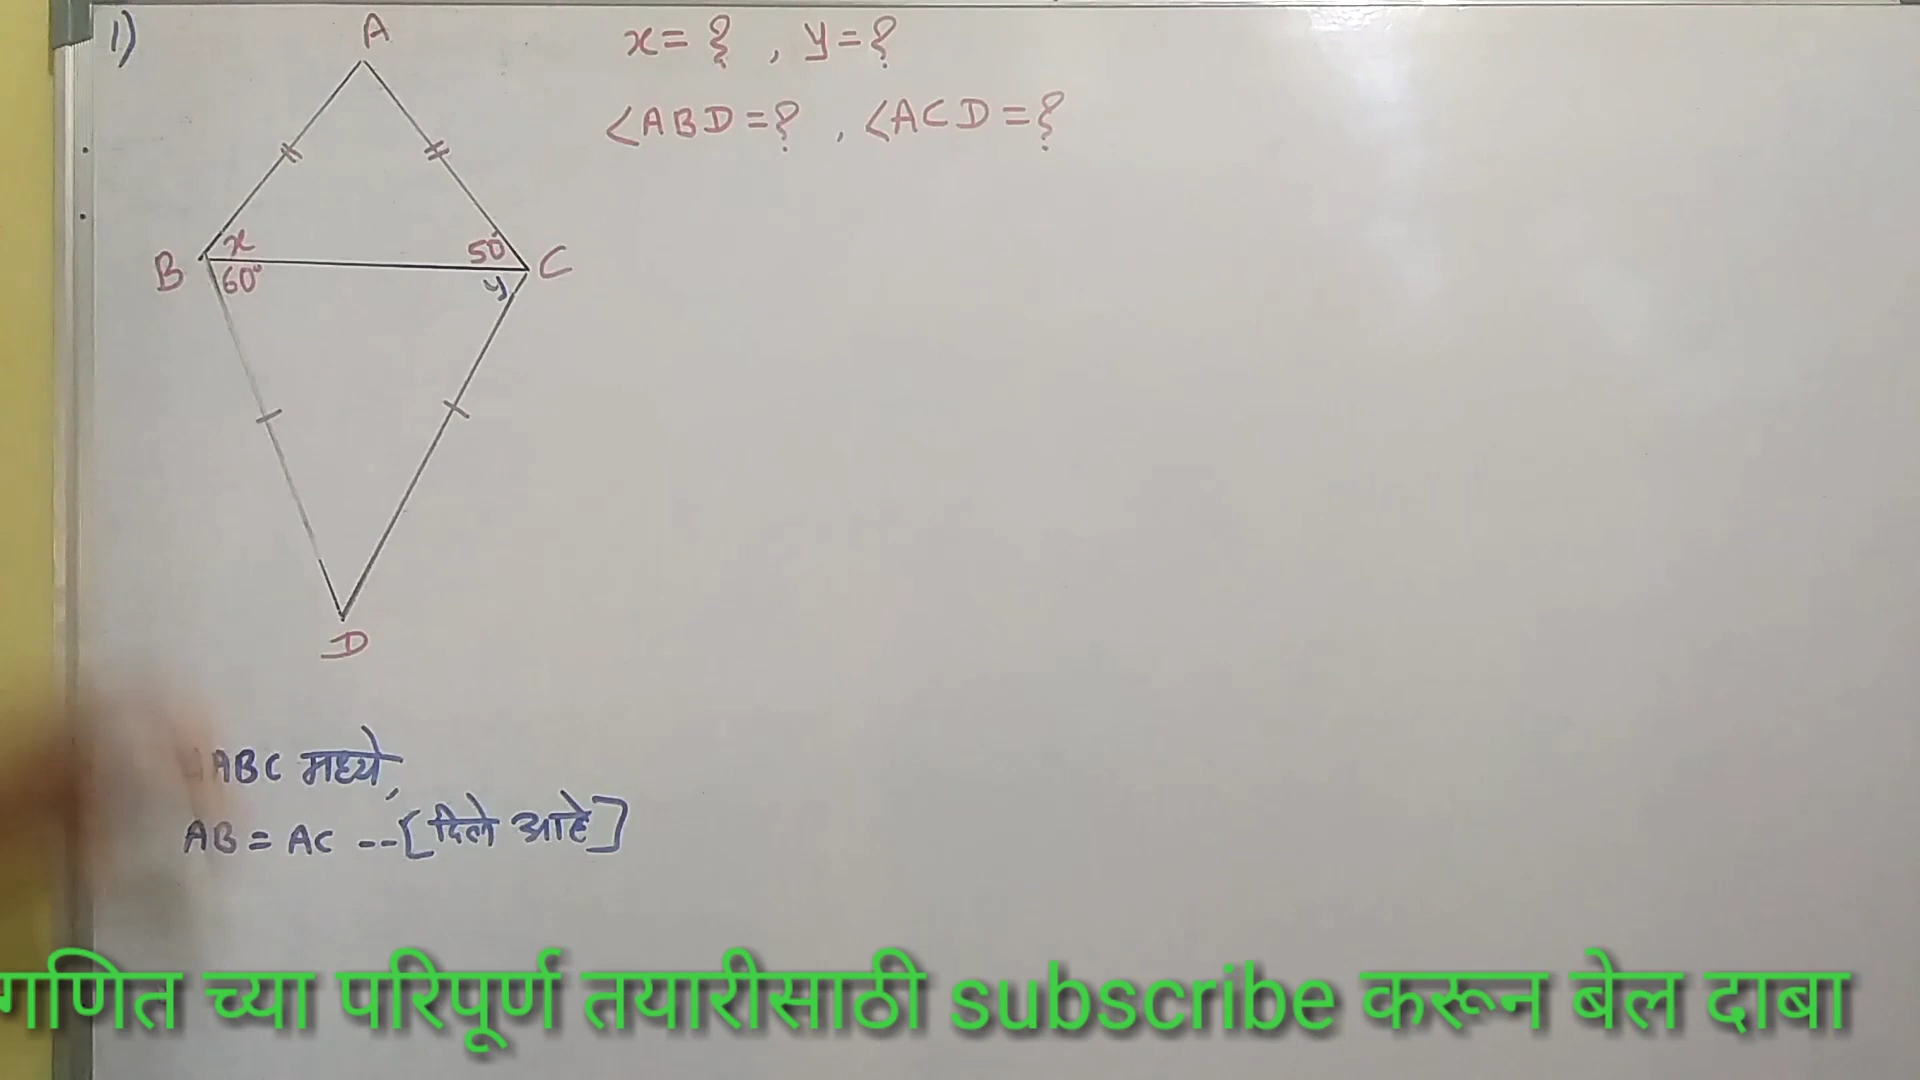 1)
A
x = ? , y = ?
∠ABD = ? , ∠ACD = ?
x 50°
B C
60° y
D
ABC मध्ये,
AB = AC --[दिले आहे]
गणित च्या परिपूर्ण तयारीसाठी subscribe करून बेल दाबा